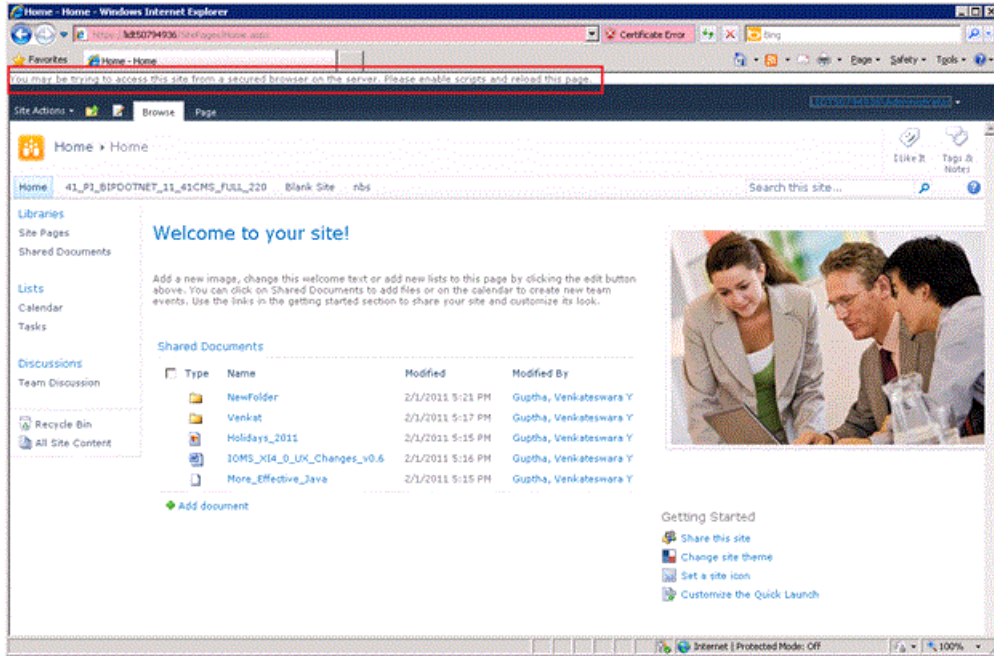 Home - Home - Windows Internet Explorer
https://ldt50794936/SitePages/Home.aspx
Certificate Error
Bing
Favorites
Home - Home
Page
Safety
Tools
You may be trying to access this site from a secured browser on the server. Please enable scripts and reload this page.
Site Actions
Browse
Page
Home
Home
I Like It
Tags & Notes
Home
41_PI_BIPDOTNET_11_41CMS_FULL_220
Blank Site
nbs
Search this site...
Libraries
Site Pages
Shared Documents
Lists
Calendar
Tasks
Discussions
Team Discussion
Recycle Bin
All Site Content
Welcome to your site!
Add a new image, change this welcome text or add new lists to this page by clicking the edit button
above. You can click on Shared Documents to add files or on the calendar to create new team
events. Use the links in the getting started section to share your site and customize its look.
Shared Documents
Type Name Modified Modified By
NewFolder 2/1/2011 5:21 PM Guptha, Venkateswara Y
Venkat 2/1/2011 5:17 PM Guptha, Venkateswara Y
Holidays_2011 2/1/2011 5:15 PM Guptha, Venkateswara Y
IOMS_XI4_0_UX_Changes_v0.6 2/1/2011 5:16 PM Guptha, Venkateswara Y
More_Effective_Java 2/1/2011 5:15 PM Guptha, Venkateswara Y
Add document
Getting Started
Share this site
Change site theme
Set a site icon
Customize the Quick Launch
Internet | Protected Mode: Off
100%